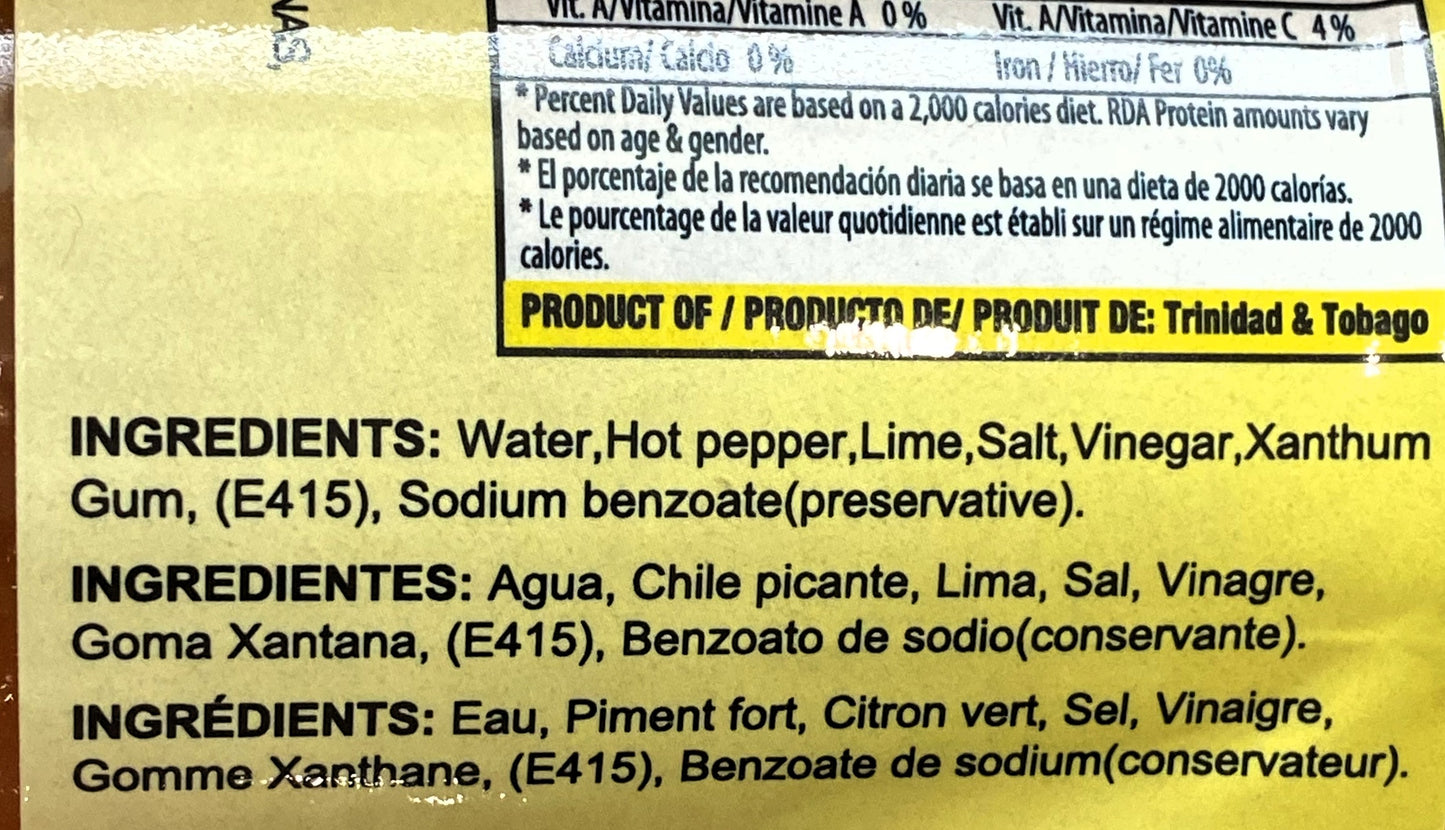 NAS,
Vit. A/Vitamina/Vitamine A 0 % Vit. A/Vitamina/Vitamine C 4 %
Calcium/ Calcio 0 % Iron / Hierro/ Fer 0%
* Percent Daily Values are based on a 2,000 calories diet. RDA Protein amounts vary
based on age & gender.
* El porcentaje de la recomendación diaria se basa en una dieta de 2000 calorías.
* Le pourcentage de la valeur quotidienne est établi sur un régime alimentaire de 2000
calories.
PRODUCT OF / PRODUCTO DE/ PRODUIT DE: Trinidad & Tobago
INGREDIENTS: Water,Hot pepper,Lime,Salt,Vinegar,Xanthum
Gum, (E415), Sodium benzoate(preservative).
INGREDIENTES: Agua, Chile picante, Lima, Sal, Vinagre,
Goma Xantana, (E415), Benzoato de sodio(conservante).
INGRÉDIENTS: Eau, Piment fort, Citron vert, Sel, Vinaigre,
Gomme Xanthane, (E415), Benzoate de sodium(conservateur).